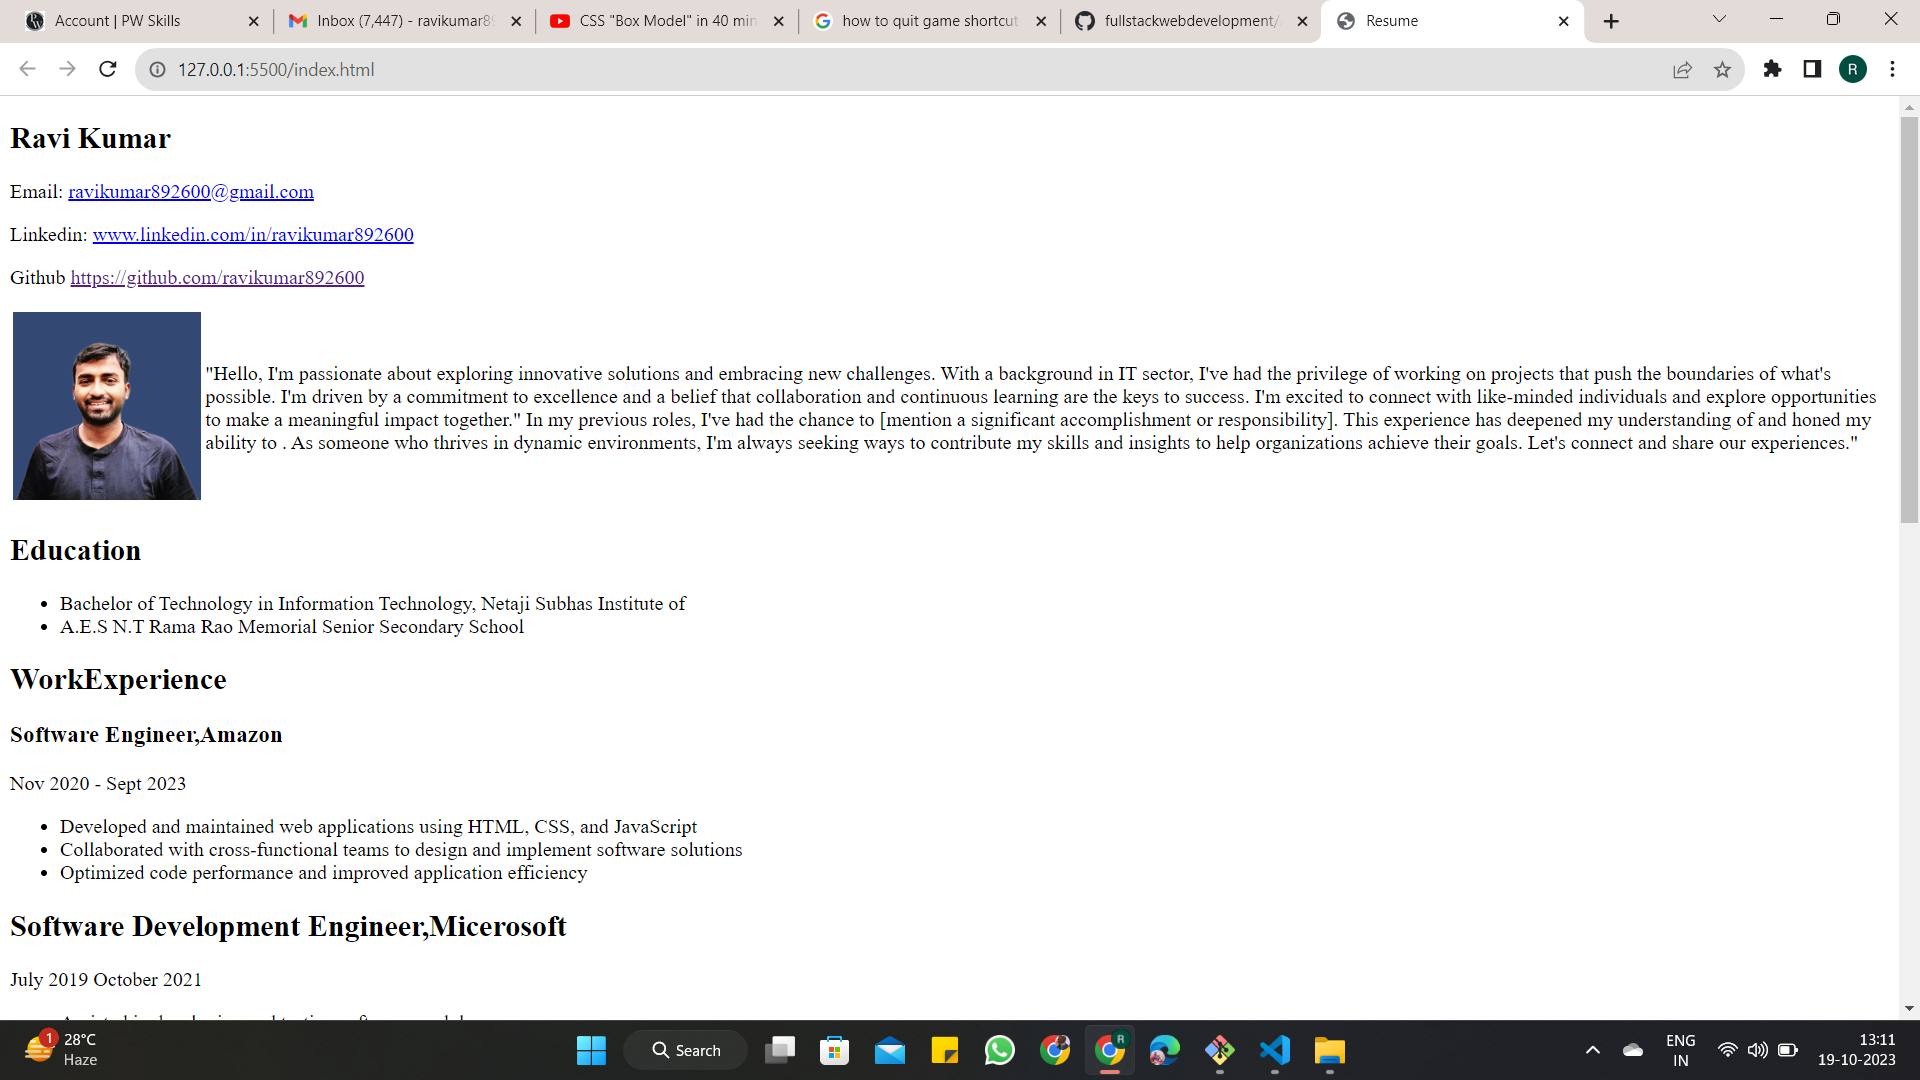 Account | PW Skills
Inbox (7,447) - ravikumar89
CSS "Box Model" in 40 min
how to quit game shortcut
fullstackwebdevelopment/
Resume
127.0.0.1:5500/index.html
R
Ravi Kumar
Email: ravikumar892600@gmail.com
Linkedin: www.linkedin.com/in/ravikumar892600
Github https://github.com/ravikumar892600
"Hello, I'm passionate about exploring innovative solutions and embracing new challenges. With a background in IT sector, I've had the privilege of working on projects that push the boundaries of what's
possible. I'm driven by a commitment to excellence and a belief that collaboration and continuous learning are the keys to success. I'm excited to connect with like-minded individuals and explore opportunities
to make a meaningful impact together." In my previous roles, I've had the chance to [mention a significant accomplishment or responsibility]. This experience has deepened my understanding of and honed my
ability to . As someone who thrives in dynamic environments, I'm always seeking ways to contribute my skills and insights to help organizations achieve their goals. Let's connect and share our experiences."
Education
• Bachelor of Technology in Information Technology, Netaji Subhas Institute of
• A.E.S N.T Rama Rao Memorial Senior Secondary School
WorkExperience
Software Engineer,Amazon
Nov 2020 - Sept 2023
• Developed and maintained web applications using HTML, CSS, and JavaScript
• Collaborated with cross-functional teams to design and implement software solutions
• Optimized code performance and improved application efficiency
Software Development Engineer,Micerosoft
July 2019 October 2021
1
28°C
Haze
Search
R
ENG
IN
13:11
19-10-2023